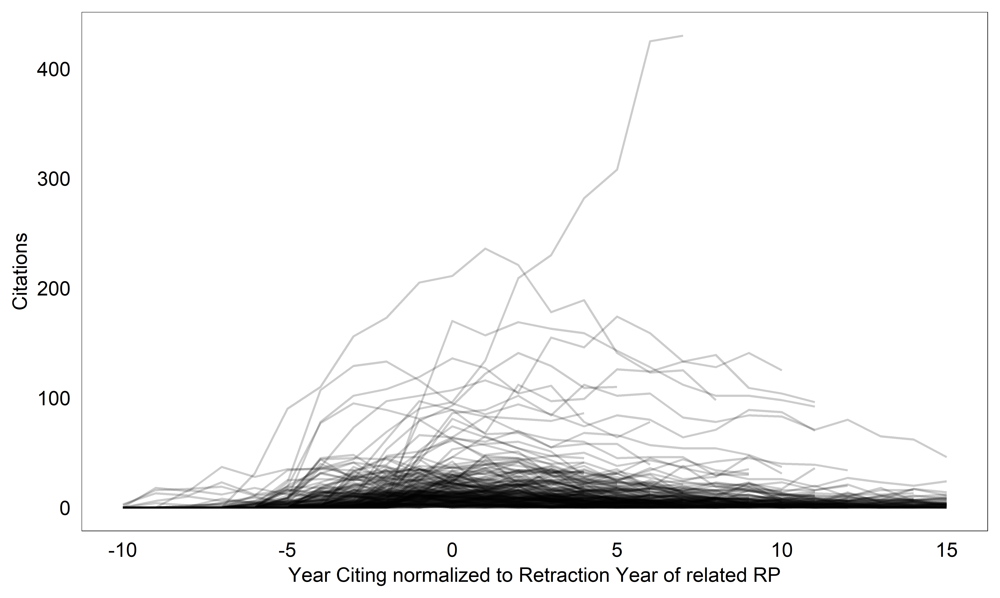 Citations
400
300
200
100
0
-10 -5 0 5 10 15
Year Citing normalized to Retraction Year of related RP